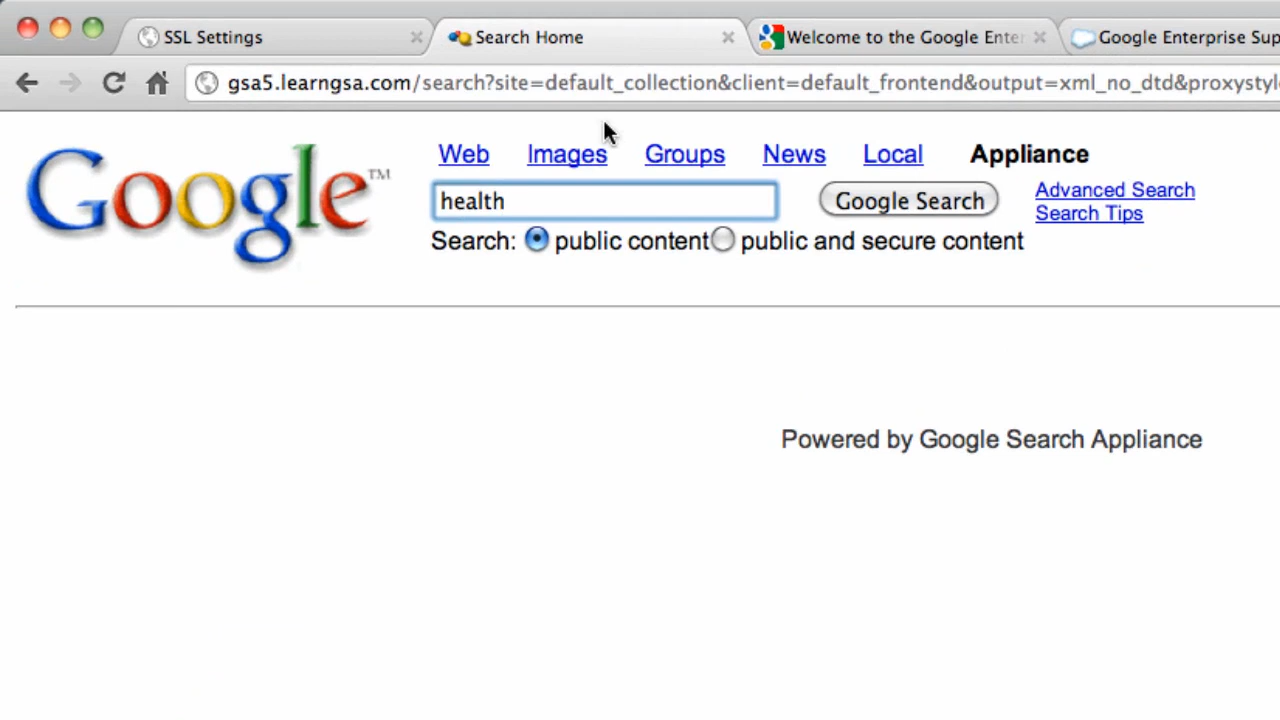 SSL Settings
Search Home
Welcome to the Google Enter
Google Enterprise Sup
gsa5.learngsa.com/search?site=default_collection&client=default_frontend&output=xml_no_dtd&proxystyl
Google™
Web Images Groups News Local Appliance
health
Google Search
Advanced Search
Search Tips
Search: public content public and secure content
Powered by Google Search Appliance